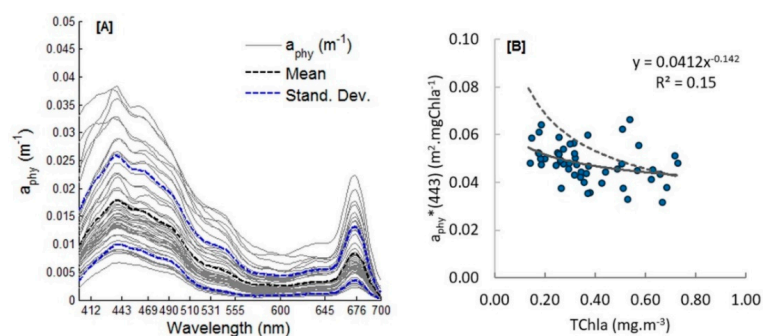 [A]
a phy (m-1)
Mean
Stand. Dev.
0.05
0.045
0.04
0.035
0.03
0.025
0.02
0.015
0.01
0.005
0
a phy (m-1)
412 443 469 490 510 531 555 600 645 676 700
Wavelength (nm)
[B]
y = 0.0412x-0.142
R² = 0.15
0.10
0.08
0.06
0.04
0.02
0.00
aphy*(443) (m2.mgChla-1)
0.00 0.20 0.40 0.60 0.80 1.00
TChla (mg.m-3)